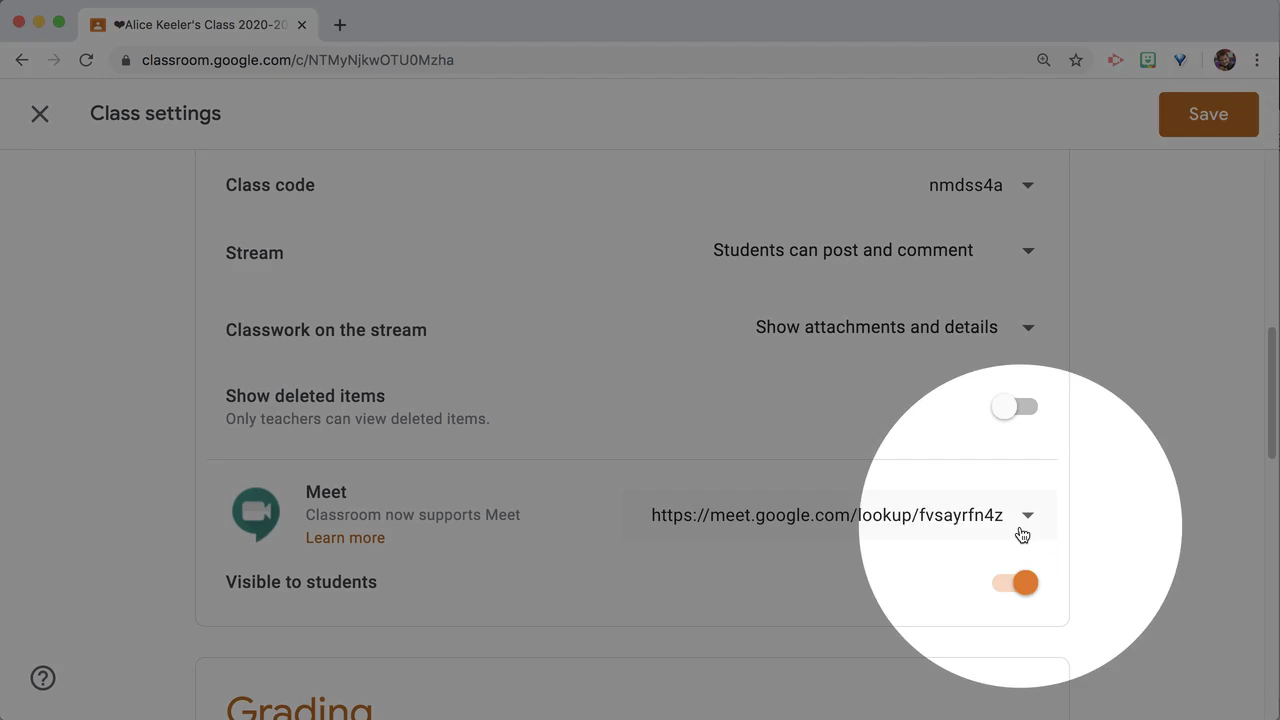 ❤Alice Keeler's Class 2020-20
classroom.google.com/c/NTMyNjkwOTU0Mzha
Class settings
Save
Class code
nmdss4a
Stream
Students can post and comment
Classwork on the stream
Show attachments and details
Show deleted items
Only teachers can view deleted items.
Meet
Classroom now supports Meet
https://meet.google.com/lookup/fvsayrfn4z
Learn more
Visible to students
Grading